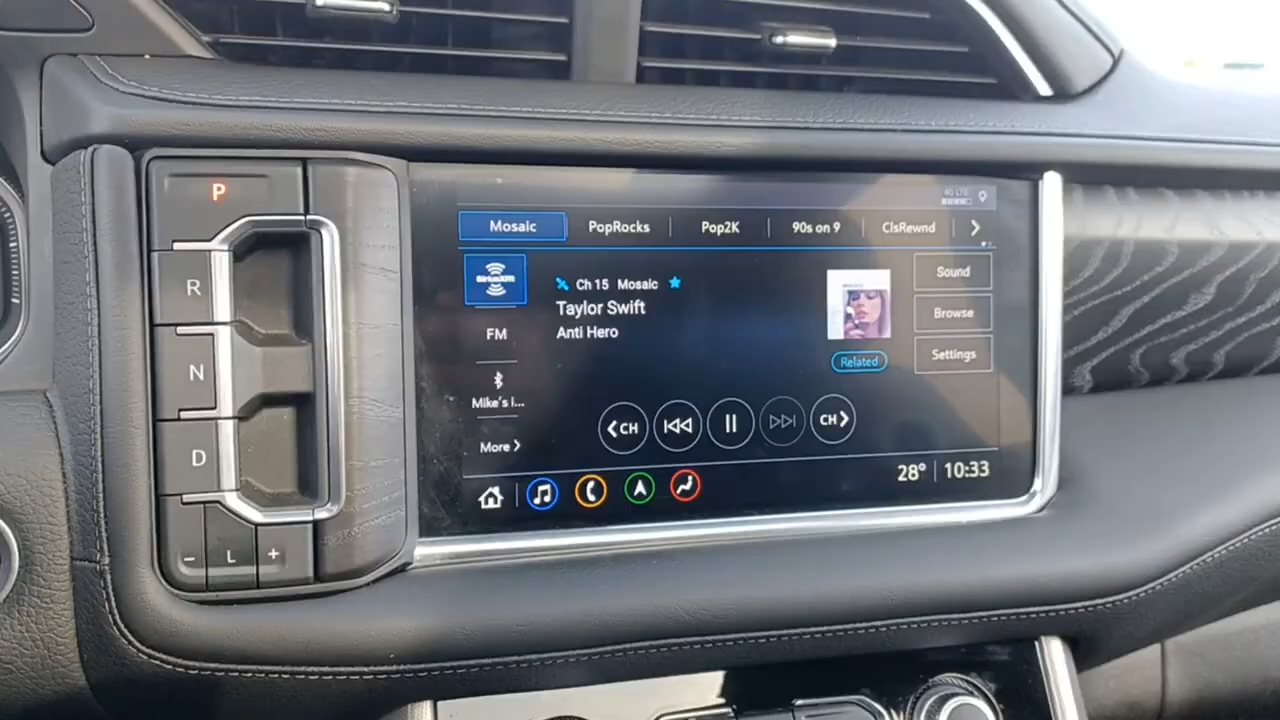 P
R
N
D
- L +
4G LTE
Mosaic PopRocks Pop2K 90s on 9 ClsRewnd >
SiriusXM
Ch 15 Mosaic
Taylor Swift
Anti Hero
FM
Mike's I...
More >
Related
Sound
Browse
Settings
<CH CH>
28° 10:33